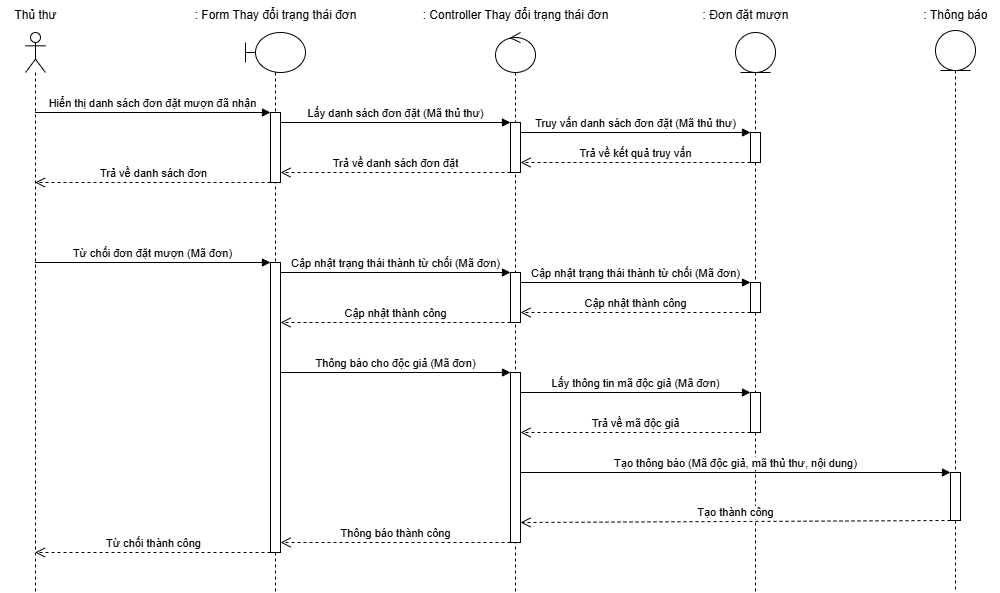 Thủ thư
: Form Thay đổi trạng thái đơn
: Controller Thay đổi trạng thái đơn
: Đơn đặt mượn
: Thông báo
Hiển thị danh sách đơn đặt mượn đã nhận
Lấy danh sách đơn đặt (Mã thủ thư)
Truy vấn danh sách đơn đặt (Mã thủ thư)
Trả về kết quả truy vấn
Trả về danh sách đơn đặt
Trả về danh sách đơn
Từ chối đơn đặt mượn (Mã đơn)
Cập nhật trạng thái thành từ chối (Mã đơn)
Cập nhật trạng thái thành từ chối (Mã đơn)
Cập nhật thành công
Cập nhật thành công
Thông báo cho độc giả (Mã đơn)
Lấy thông tin mã độc giả (Mã đơn)
Trả về mã độc giả
Tạo thông báo (Mã độc giả, mã thủ thư, nội dung)
Tạo thành công
Thông báo thành công
Từ chối thành công